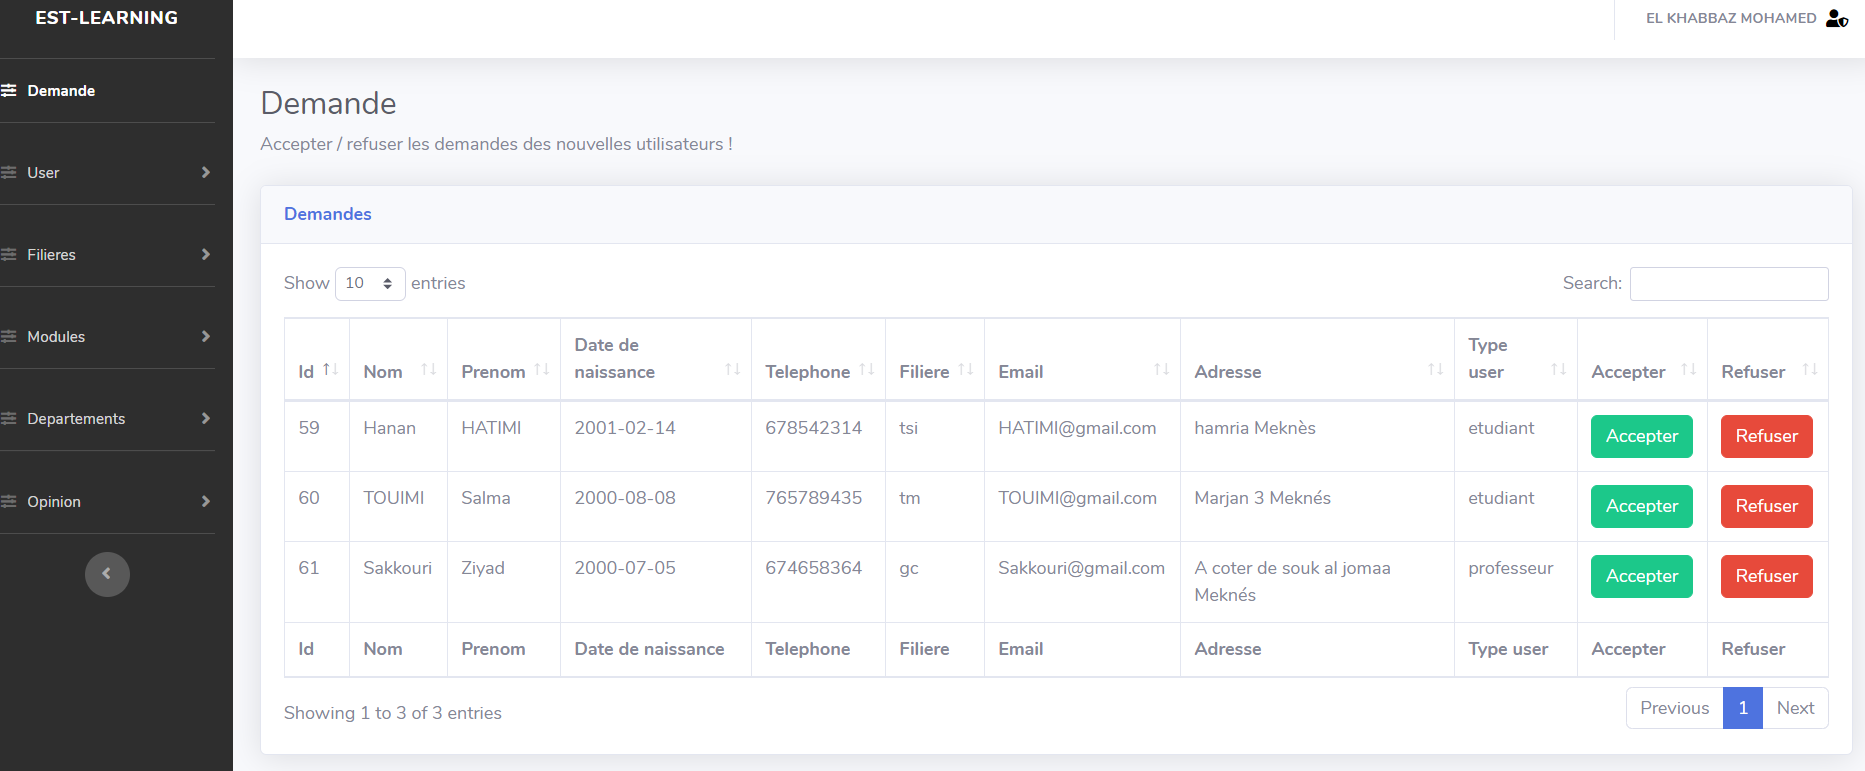 EST-LEARNING
EL KHABBAZ MOHAMED
Demande
User
Filieres
Modules
Departements
Opinion
Demande
Accepter / refuser les demandes des nouvelles utilisateurs !
Demandes
Show 10 entries
Search:
Id Nom Prenom Date de naissance Telephone Filiere Email Adresse Type user Accepter Refuser
59 Hanan HATIMI 2001-02-14 678542314 tsi HATIMI@gmail.com hamria Meknès etudiant Accepter Refuser
60 TOUIMI Salma 2000-08-08 765789435 tm TOUIMI@gmail.com Marjan 3 Meknés etudiant Accepter Refuser
61 Sakkouri Ziyad 2000-07-05 674658364 gc Sakkouri@gmail.com A coter de souk al jomaa Meknés professeur Accepter Refuser
Id Nom Prenom Date de naissance Telephone Filiere Email Adresse Type user Accepter Refuser
Showing 1 to 3 of 3 entries
Previous 1 Next